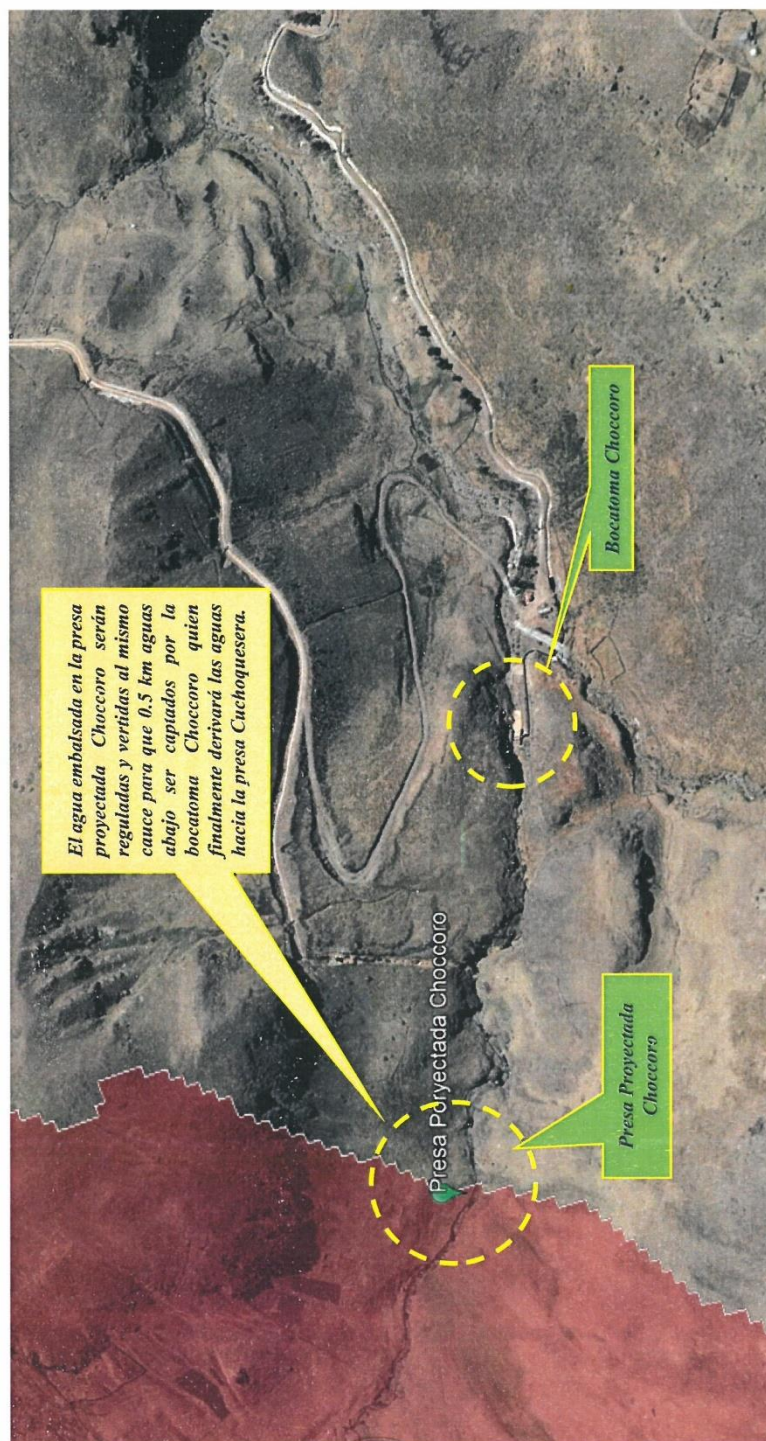 El agua embalsada en la presa
proyectada Choccoro serán
reguladas y vertidas al mismo
cauce para que 0.5 km aguas
abajo ser captados por la
bocatoma Choccoro quien
finalmente derivará las aguas
hacia la presa Cuchoquesera.
Presa Poryectada Choccoro
Bocatoma Choccoro
Presa Proyectada
Choccoro